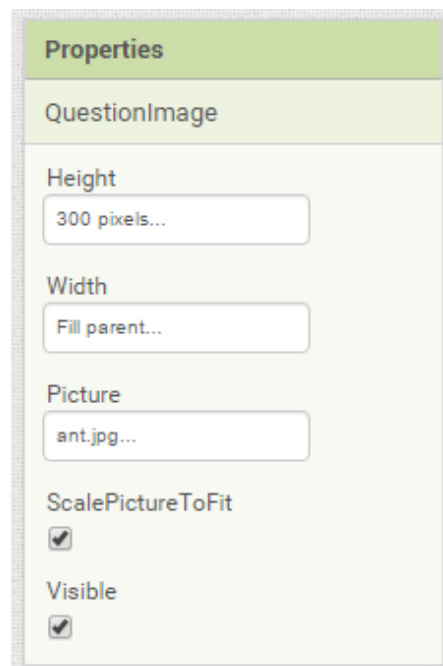 Properties
QuestionImage
Height
300 pixels...
Width
Fill parent...
Picture
ant.jpg...
ScalePictureToFit
Visible